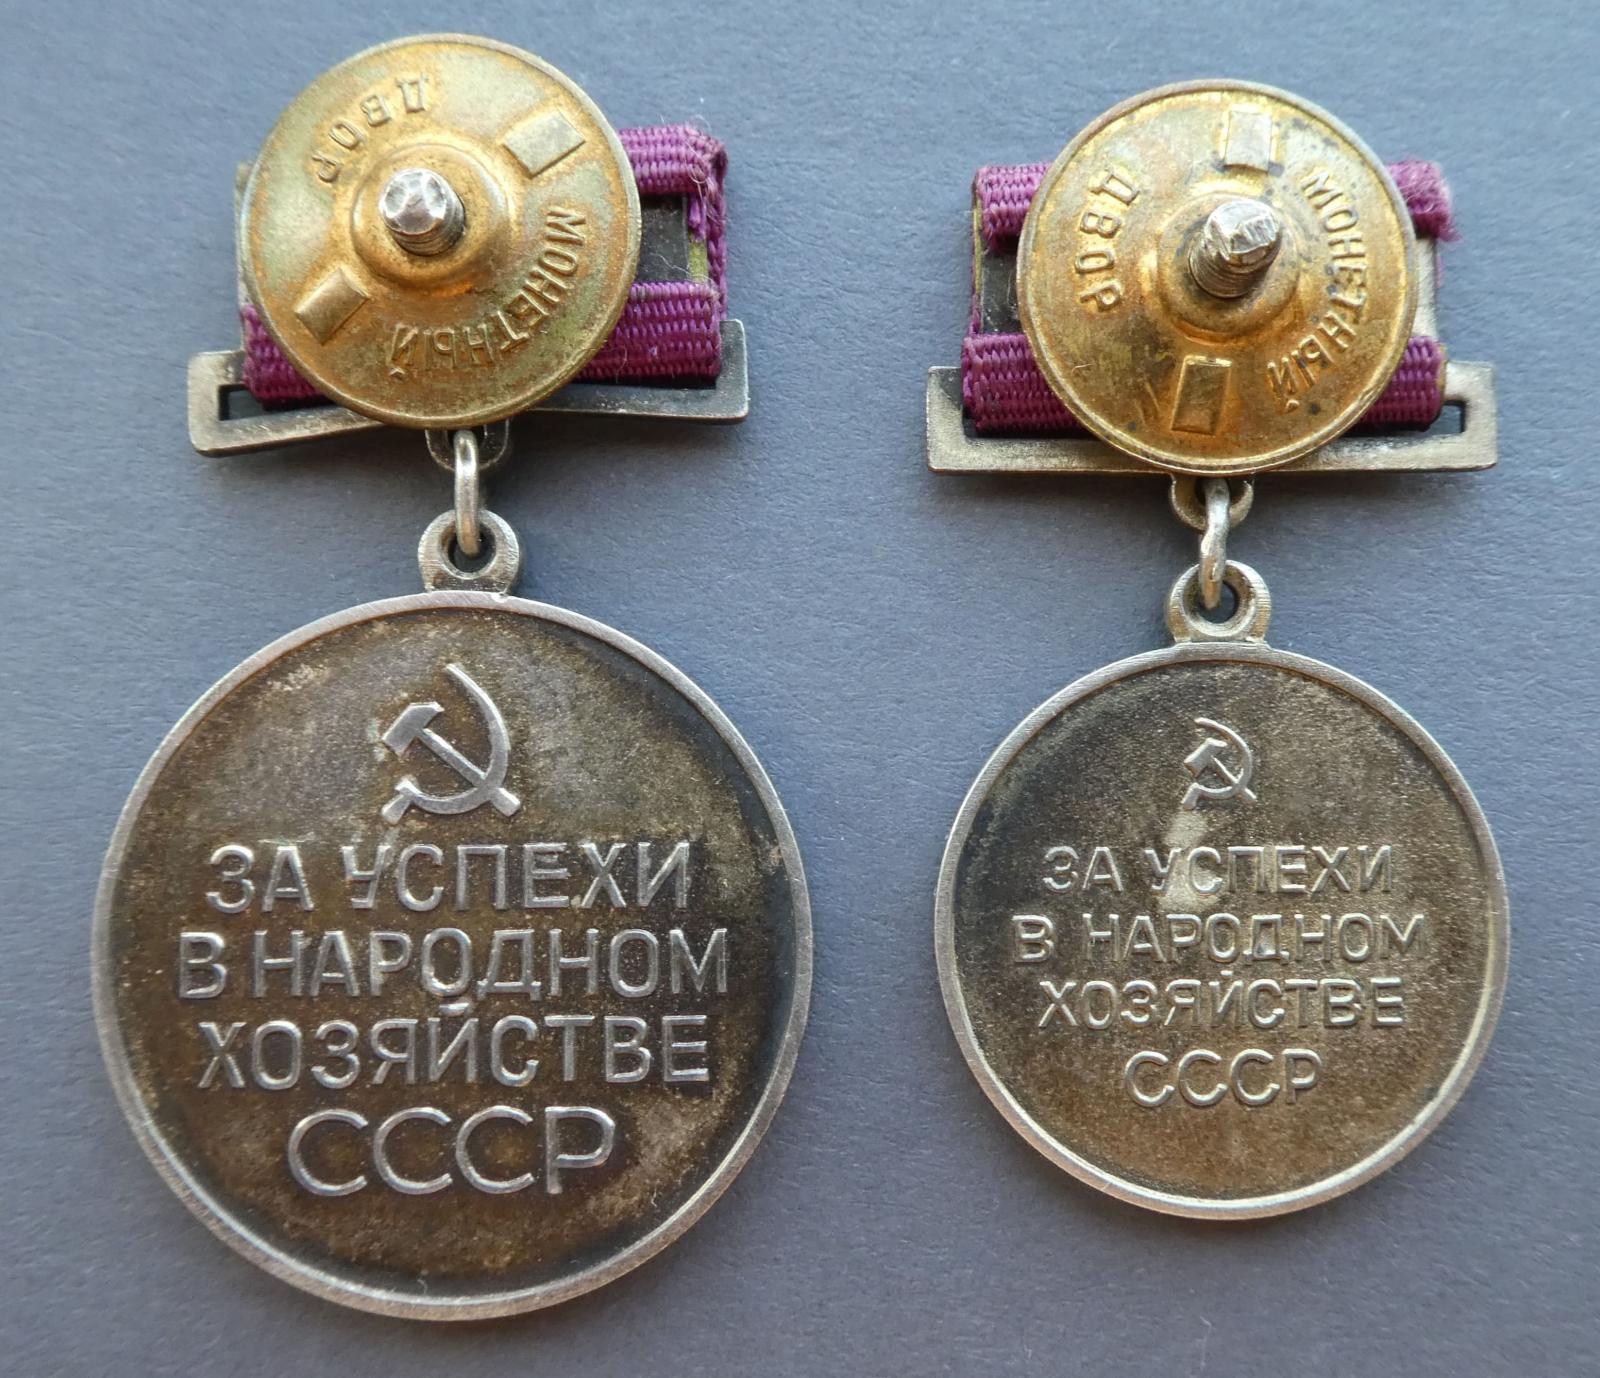 МОНЕТНЫЙ
ДВОР
ЗА УСПЕХИ
В НАРОДНОМ
ХОЗЯЙСТВЕ
СССР
МОНЕТНЫЙ
ДВОР
ЗА УСПЕХИ
В НАРОДНОМ
ХОЗЯЙСТВЕ
СССР